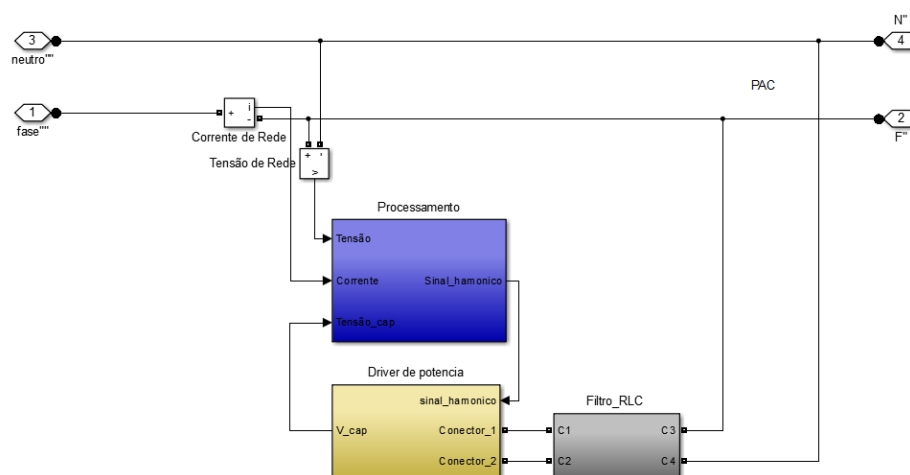 N"
3
4
neutro""
PAC
1
i
+
-
2
fase""
Corrente de Rede
F"
+ -
v
Tensão de Rede
Processamento
Tensão
Corrente
Sinal_hamonico
Tensão_cap
Driver de potencia
sinal_hamonico
Filtro_RLC
V_cap
Conector_1
C1
C3
Conector_2
C2
C4